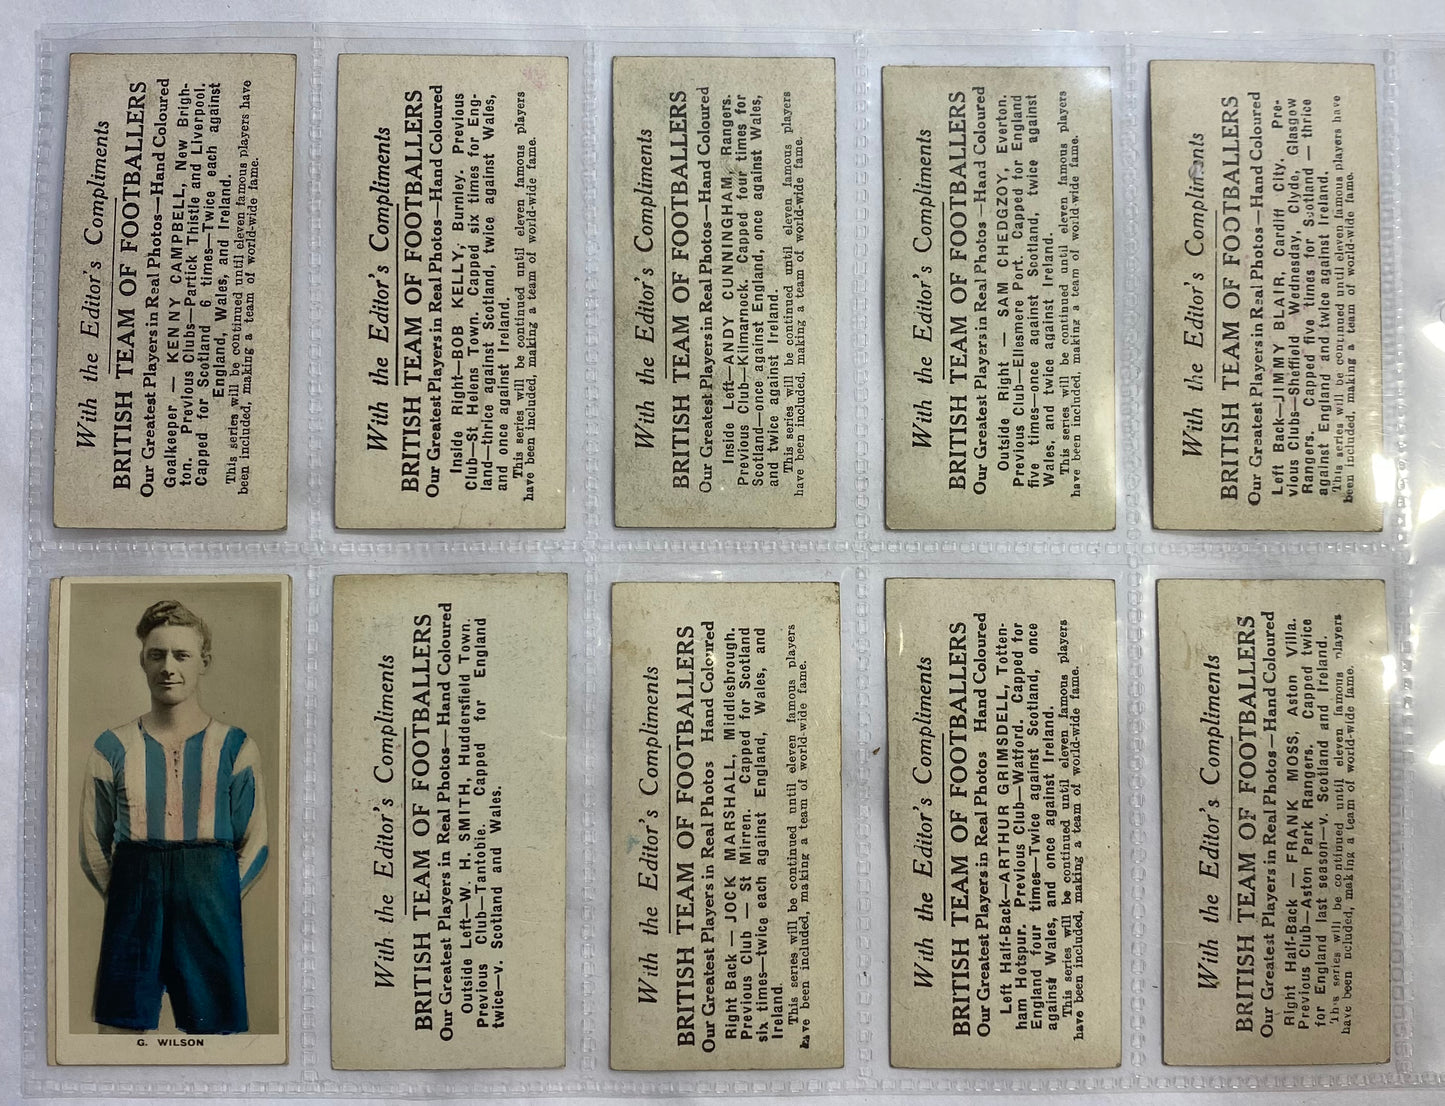 With the Editor's Compliments
BRITISH TEAM OF FOOTBALLERS
Our Greatest Players in Real Photos—Hand Coloured
Goalkeeper — KENNY CAMPBELL, New Brigh-
ton. Previous Clubs—Partick Thistle and Liverpool.
Capped for Scotland 6 times—Twice each against
England, Wales, and Ireland.
This series will be continued until eleven famous players have
been included, making a team of world-wide fame.
With the Editor's Compliments
BRITISH TEAM OF FOOTBALLERS
Our Greatest Players in Real Photos—Hand Coloured
Inside Right—BOB KELLY, Burnley. Previous
Club—St Helens Town. Capped six times for Eng-
land—thrice against Scotland, twice against Wales,
and once against Ireland.
This series will be continued until eleven famous players
have been included, making a team of world-wide fame.
With the Editor's Compliments
BRITISH TEAM OF FOOTBALLERS
Our Greatest Players in Real Photos—Hand Coloured
Inside Left—ANDY CUNNINGHAM, Rangers.
Previous Club—Kilmarnock. Capped four times for
Scotland—once against England, once against Wales,
and twice against Ireland.
This series will be continued until eleven famous players
have been included, making a team of world-wide fame.
With the Editor's Compliments
BRITISH TEAM OF FOOTBALLERS
Our Greatest Players in Real Photos—Hand Coloured
Outside Right — SAM CHEDGZOY, Everton.
Previous Club—Ellesmere Port. Capped for England
five times—once against Scotland, twice against
Wales, and twice against Ireland.
This series will be continued until eleven famous players
have been included, making a team of world-wide fame.
With the Editor's Compliments
BRITISH TEAM OF FOOTBALLERS
Our Greatest Players in Real Photos—Hand Coloured
Left Back—JIMMY BLAIR, Cardiff City. Pre-
vious Clubs—Sheffield Wednesday, Clyde, Glasgow
Rangers. Capped five times for Scotland — thrice
against England and twice against Ireland.
This series will be continued until eleven famous players have
been included, making a team of world-wide fame.
G. WILSON
With the Editor's Compliments
BRITISH TEAM OF FOOTBALLERS
Our Greatest Players in Real Photos—Hand Coloured
Outside Left—W. H. SMITH, Huddersfield Town.
Previous Club—Tantobie. Capped for England
twice—v. Scotland and Wales.
With the Editor's Compliments
BRITISH TEAM OF FOOTBALLERS
Our Greatest Players in Real Photos Hand Coloured
Right Back — JOCK MARSHALL, Middlesbrough.
Previous Club — St Mirren. Capped for Scotland
six times—twice each against England, Wales, and
Ireland.
This series will be continued until eleven famous players
have been included, making a team of world-wide fame.
With the Editor's Compliments
BRITISH TEAM OF FOOTBALLERS
Our Greatest Players in Real Photos Hand Coloured
Left Half-Back—ARTHUR GRIMSDELL, Totten-
ham Hotspur. Previous Club—Watford. Capped for
England four times—Twice against Scotland, once
against Wales, and once against Ireland.
This series will be continued until eleven famous players
have been included, making a team of world-wide fame.
With the Editor's Compliments
BRITISH TEAM OF FOOTBALLERS
Our Greatest Players in Real Photos—Hand Coloured
Right Half-Back — FRANK MOSS, Aston Villa.
Previous Club—Aston Park Rangers. Capped twice
for England last season—v. Scotland and Ireland.
This series will be continued until eleven famous players
have been included, making a team of world-wide fame.